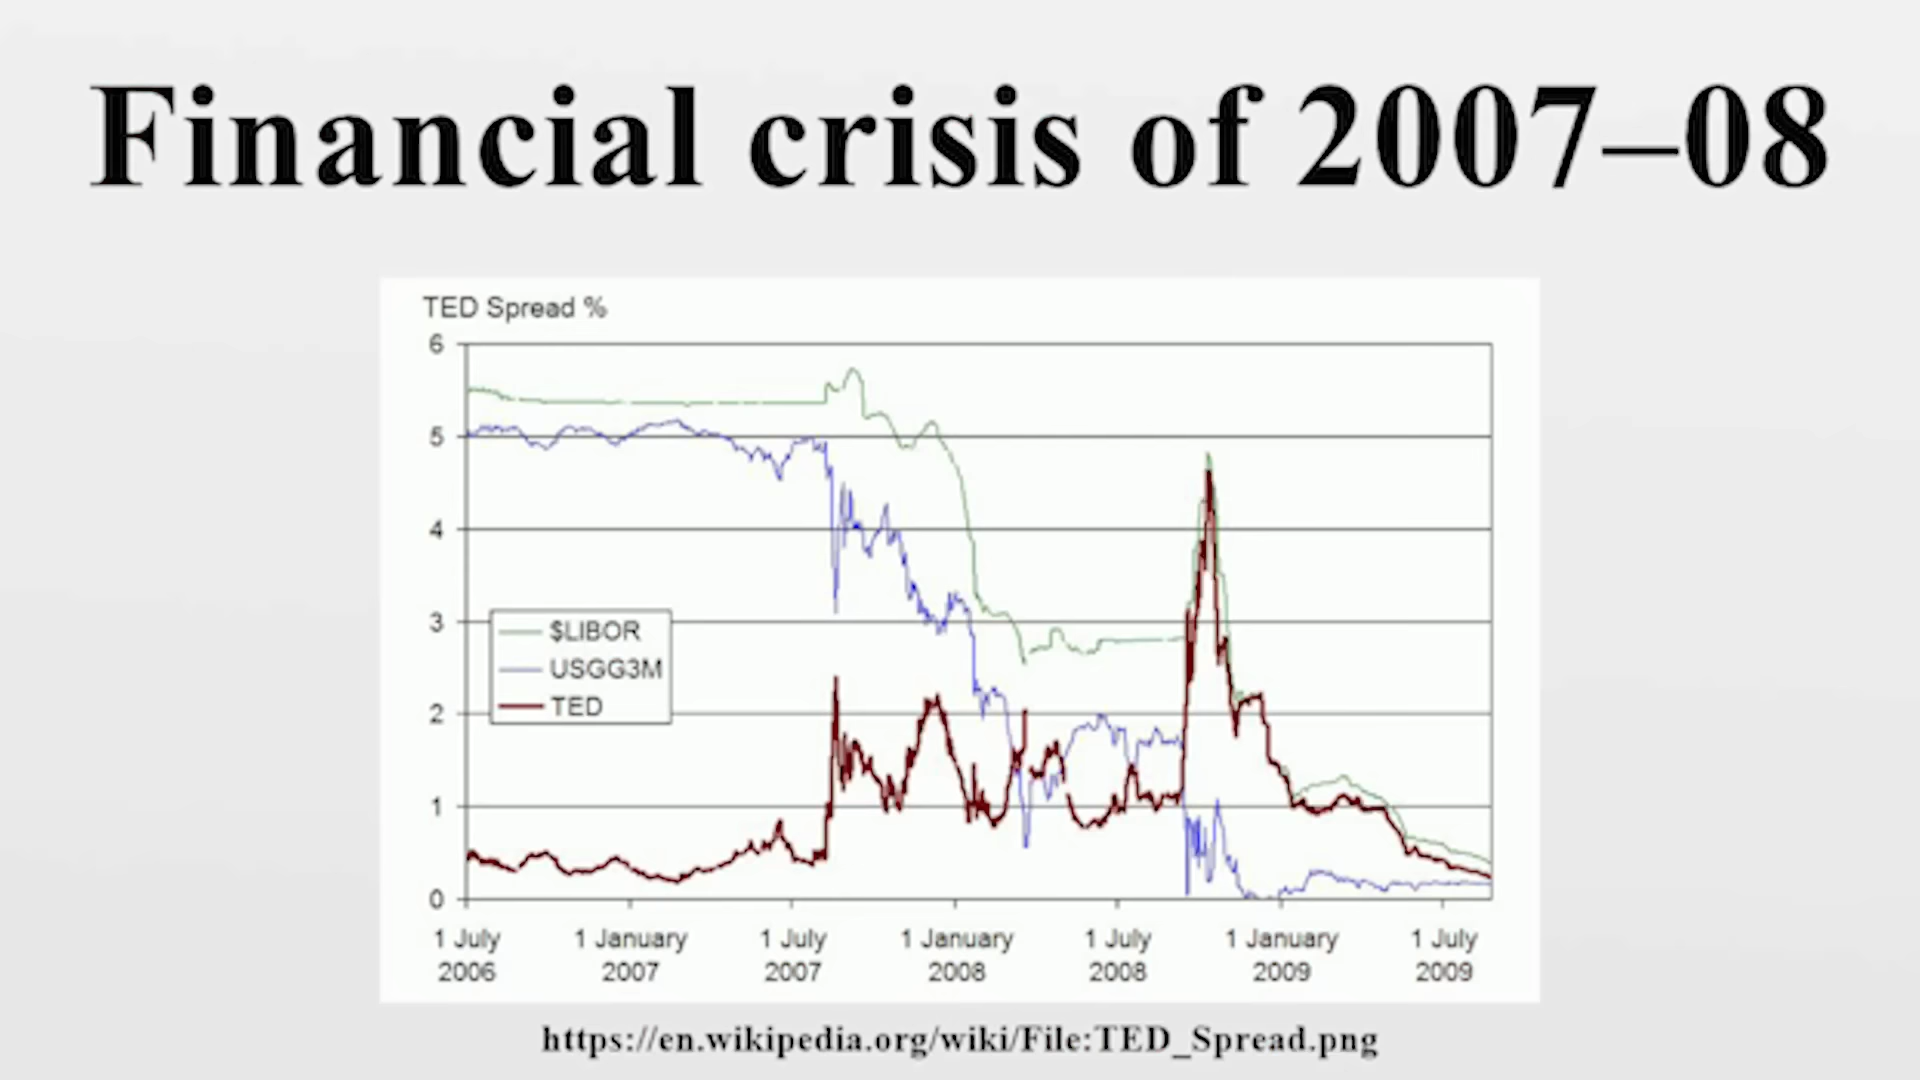 Financial crisis of 2007–08
TED Spread %
6
5
4
3
2
1
0
$LIBOR
USGG3M
TED
1 July 1 January 1 July 1 January 1 July 1 January 1 July
2006 2007 2007 2008 2008 2009 2009
https://en.wikipedia.org/wiki/File:TED_Spread.png